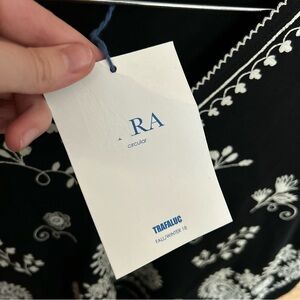 RA
circular
TRAFALUC
FALL/WINTER 18